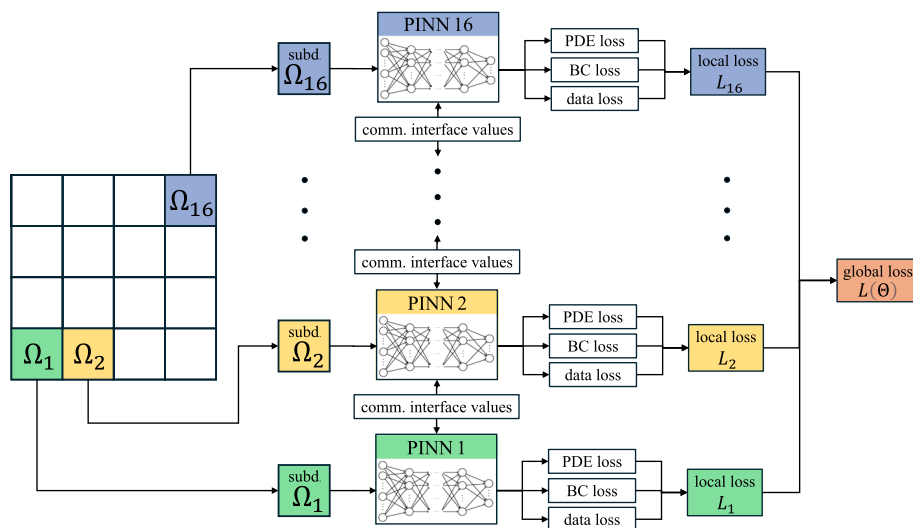 PINN 16
subd.
Ω16
PDE loss
BC loss
data loss
local loss
L16
comm. interface values
Ω16
comm. interface values
global loss
L(Θ)
PINN 2
subd.
Ω2
PDE loss
BC loss
data loss
local loss
L2
Ω1
Ω2
comm. interface values
PINN 1
subd.
Ω1
PDE loss
BC loss
data loss
local loss
L1